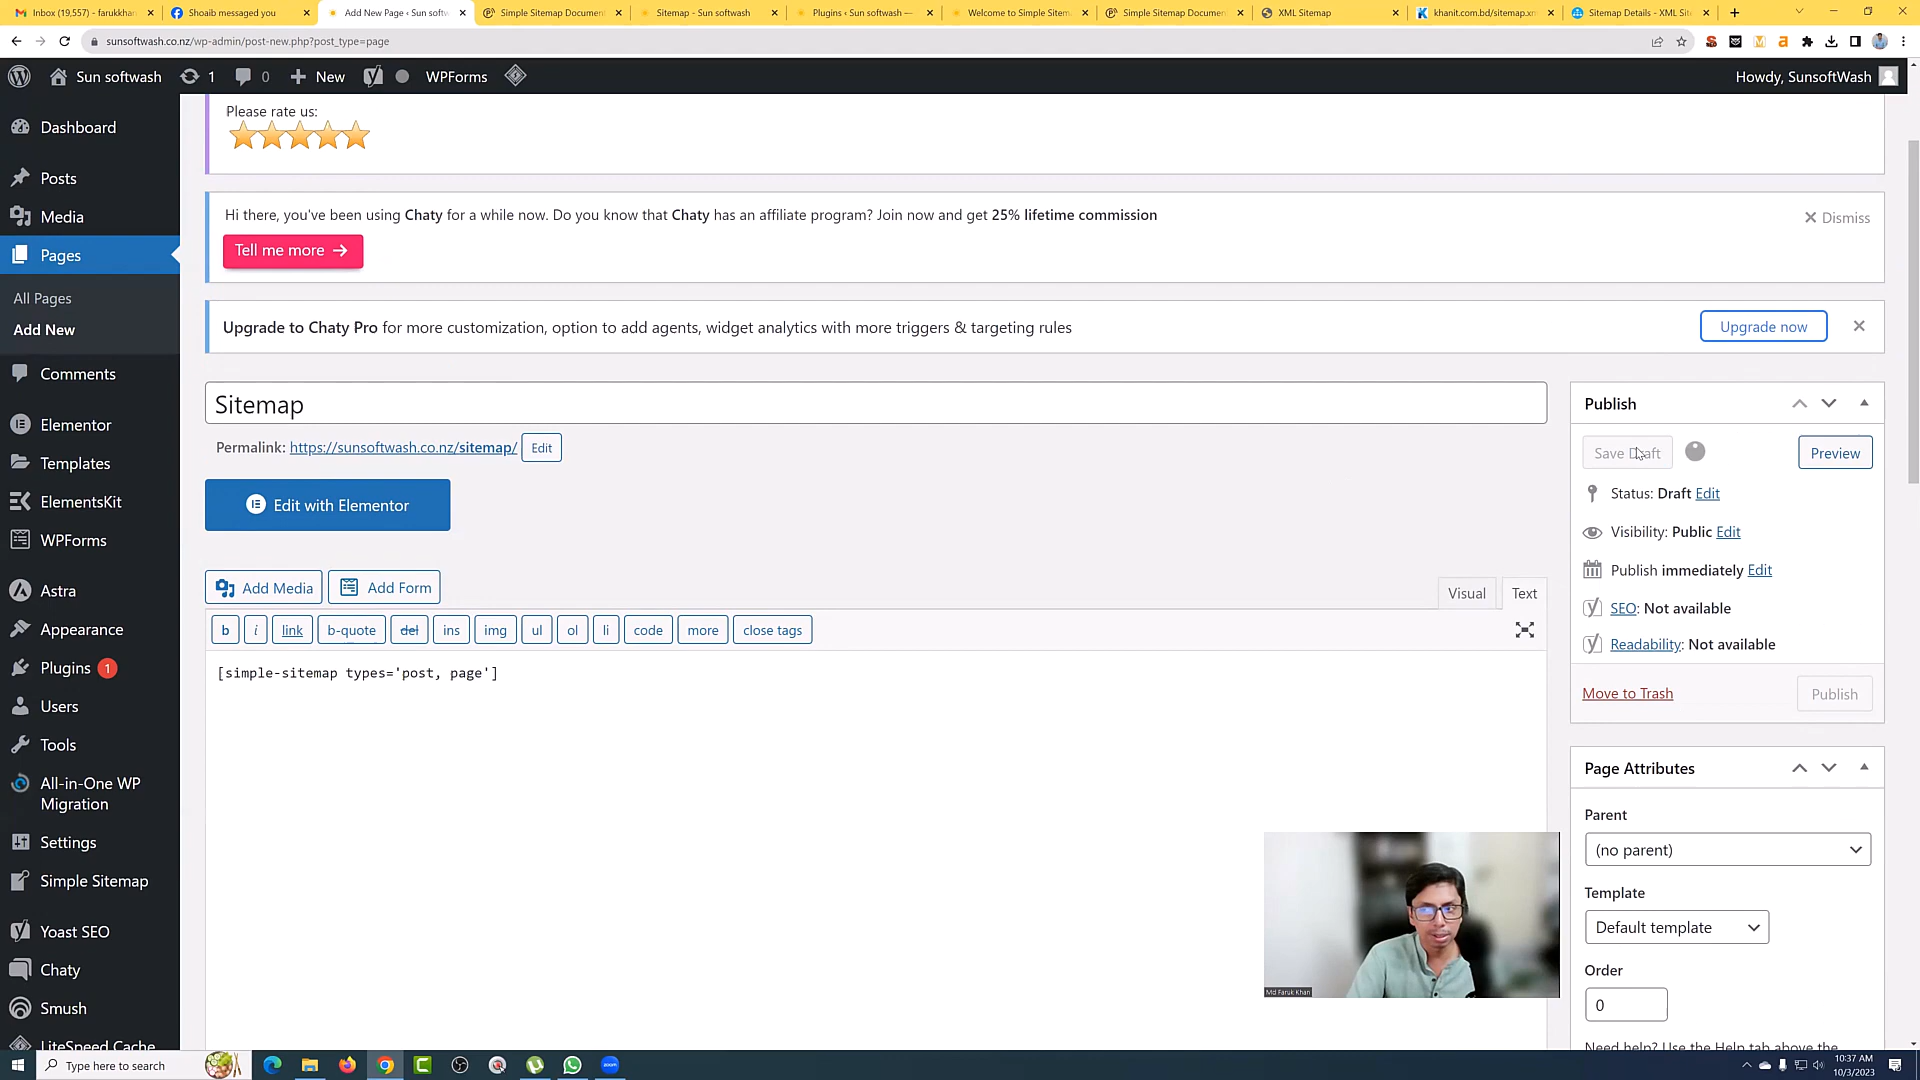 Inbox (19,557) - farukkhan
Shoaib messaged you
Add New Page ‹ Sun softw
Simple Sitemap Documen
Sitemap - Sun softwash
Plugins ‹ Sun softwash —
Welcome to Simple Sitem
Simple Sitemap Documen
XML Sitemap
khanit.com.bd/sitemap.xm
Sitemap Details - XML Site
sunsoftwash.co.nz/wp-admin/post-new.php?post_type=page
Sun softwash
1
0
New
WPForms
Howdy, SunsoftWash
Dashboard
Posts
Media
Pages
All Pages
Add New
Comments
Elementor
Templates
ElementsKit
WPForms
Astra
Appearance
Plugins 1
Users
Tools
All-in-One WP
Migration
Settings
Simple Sitemap
Yoast SEO
Chaty
Smush
LiteSpeed Cache
Please rate us:
Hi there, you've been using Chaty for a while now. Do you know that Chaty has an affiliate program? Join now and get 25% lifetime commission
Dismiss
Tell me more →
Upgrade to Chaty Pro for more customization, option to add agents, widget analytics with more triggers & targeting rules
Upgrade now
Sitemap
Permalink: https://sunsoftwash.co.nz/sitemap/ Edit
Edit with Elementor
Add Media
Add Form
Visual
Text
b
i
link
b-quote
del
ins
img
ul
ol
li
code
more
close tags
[simple-sitemap types='post, page']
Publish
Save Draft
Preview
Status: Draft Edit
Visibility: Public Edit
Publish immediately Edit
SEO: Not available
Readability: Not available
Move to Trash
Publish
Page Attributes
Parent
(no parent)
Template
Default template
Order
0
Need help? Use the Help tab above the
Md Faruk Khan
Type here to search
zoom
10:37 AM
10/3/2023